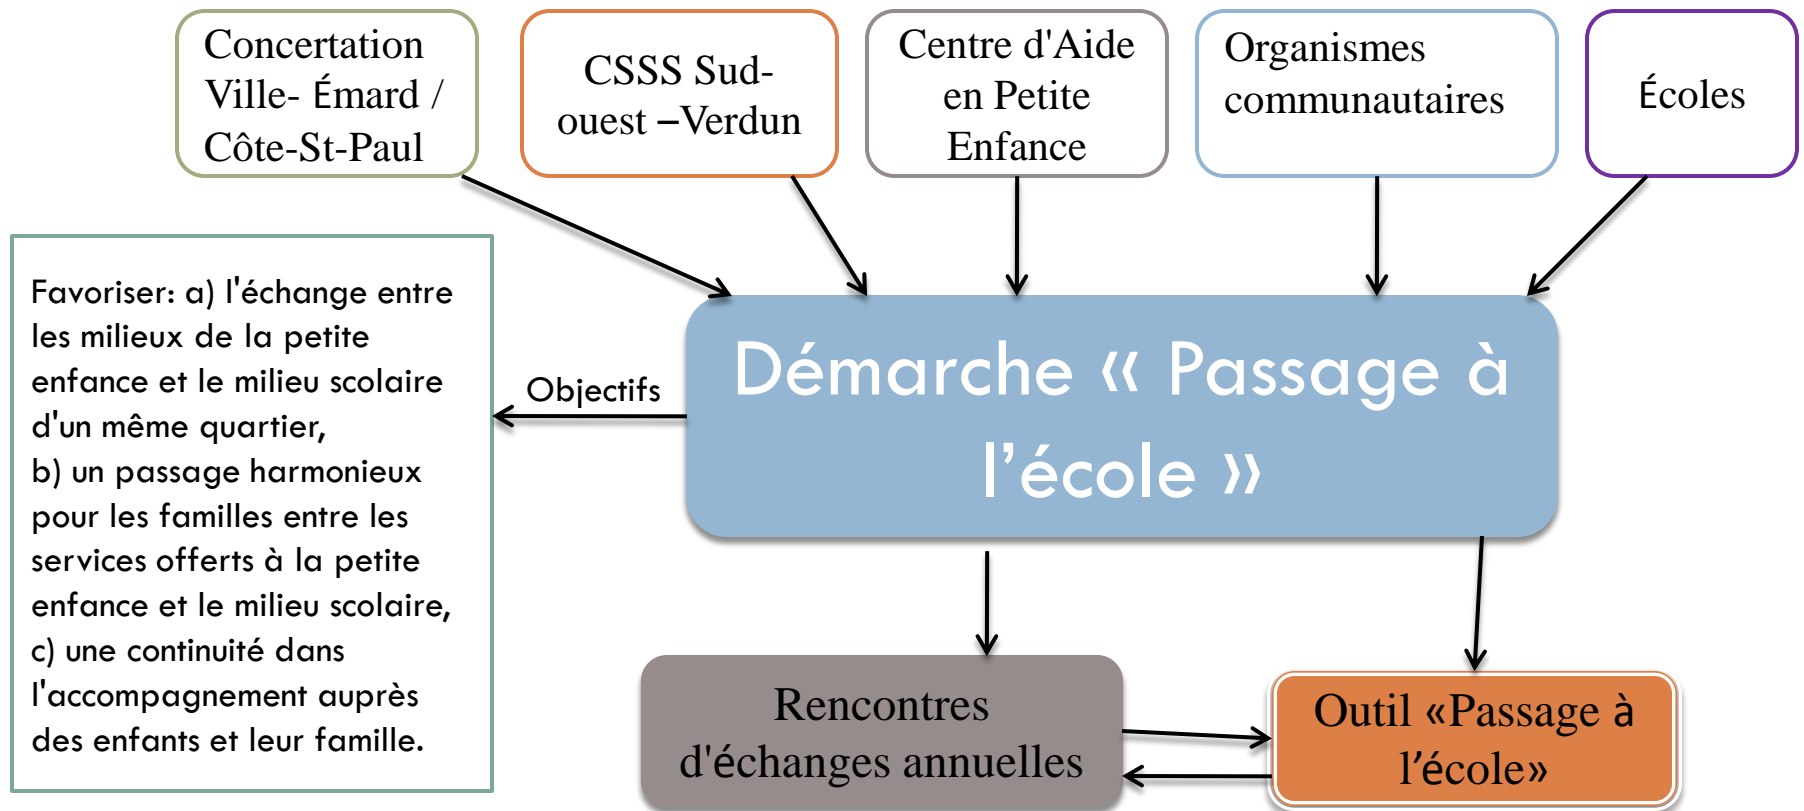 Concertation
Ville- Émard /
Côte-St-Paul
CSSS Sud-
ouest –Verdun
Centre d'Aide
en Petite
Enfance
Organismes
communautaires
Écoles
Favoriser: a) l'échange entre
les milieux de la petite
enfance et le milieu scolaire
d'un même quartier,
b) un passage harmonieux
pour les familles entre les
services offerts à la petite
enfance et le milieu scolaire,
c) une continuité dans
l'accompagnement auprès
des enfants et leur famille.
Objectifs
Démarche « Passage à
l’école »
Rencontres
d'échanges annuelles
Outil «Passage à
l’école»